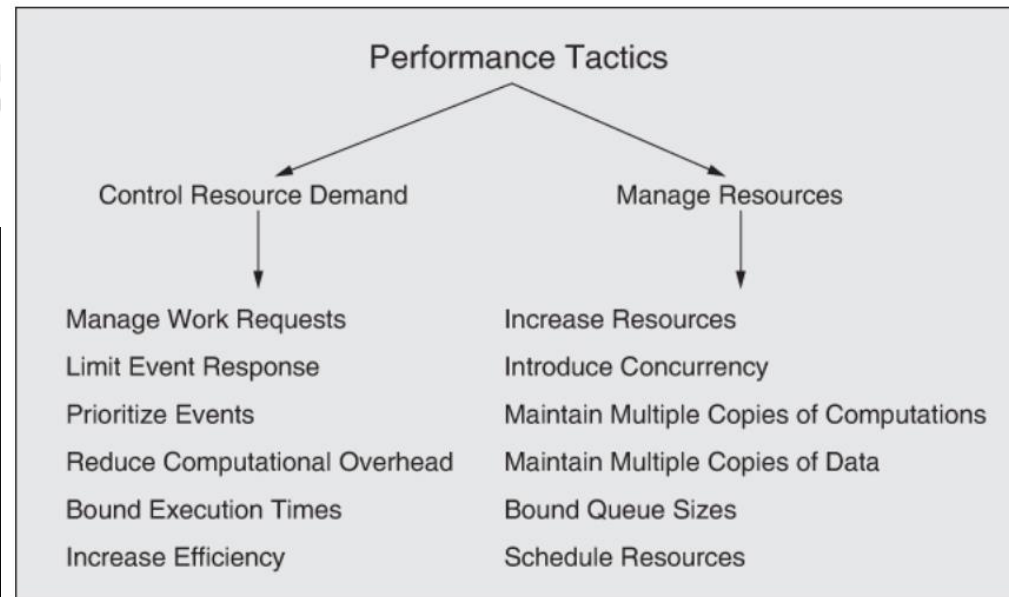 Performance Tactics
Control Resource Demand
Manage Resources
Manage Work Requests
Limit Event Response
Prioritize Events
Reduce Computational Overhead
Bound Execution Times
Increase Efficiency
Increase Resources
Introduce Concurrency
Maintain Multiple Copies of Computations
Maintain Multiple Copies of Data
Bound Queue Sizes
Schedule Resources